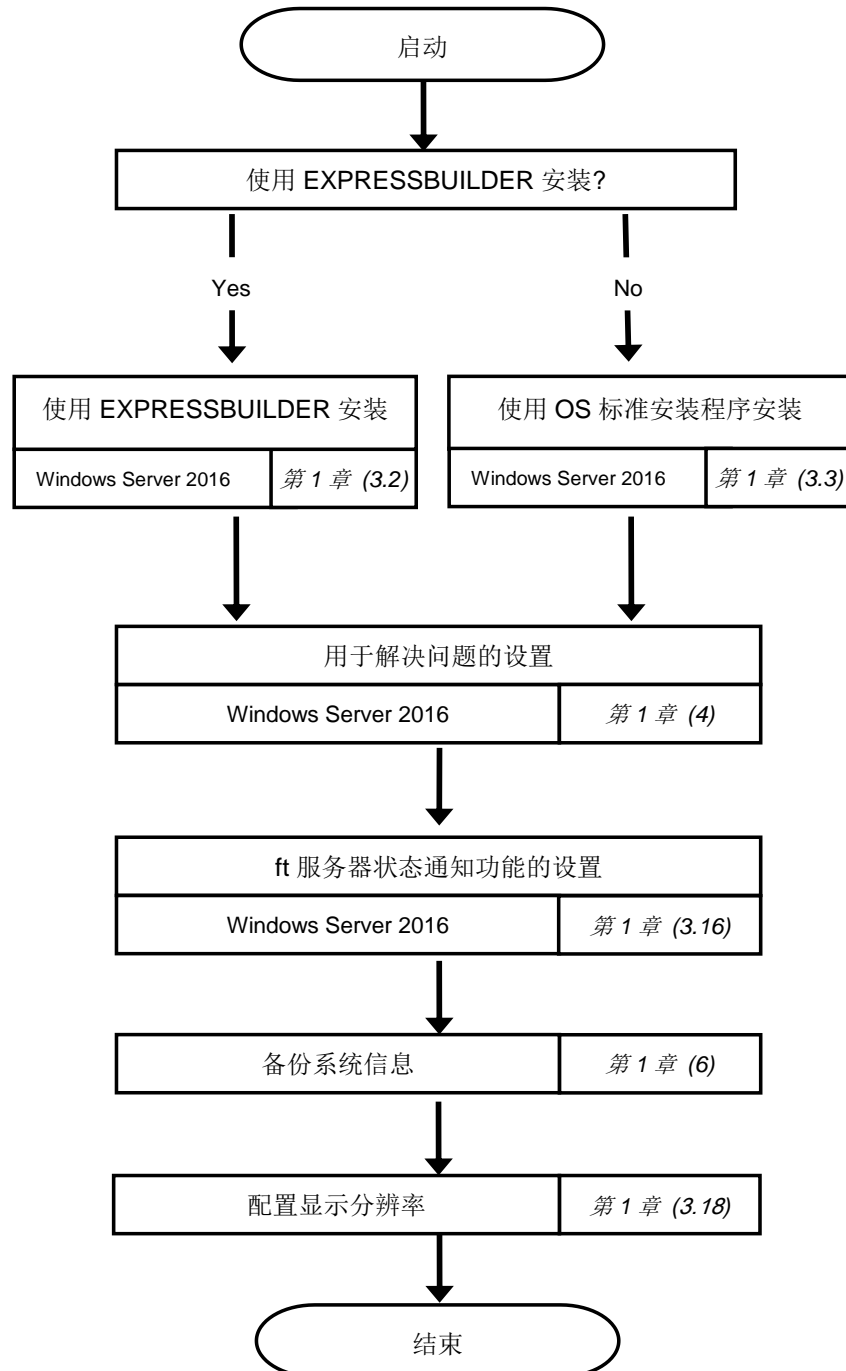 启动
使用 EXPRESSBUILDER 安装?
Yes
No
使用 EXPRESSBUILDER 安装
Windows Server 2016
第 1 章 (3.2)
使用 OS 标准安装程序安装
Windows Server 2016
第 1 章 (3.3)
用于解决问题的设置
Windows Server 2016
第 1 章 (4)
ft 服务器状态通知功能的设置
Windows Server 2016
第 1 章 (3.16)
备份系统信息
第 1 章 (6)
配置显示分辨率
第 1 章 (3.18)
结束